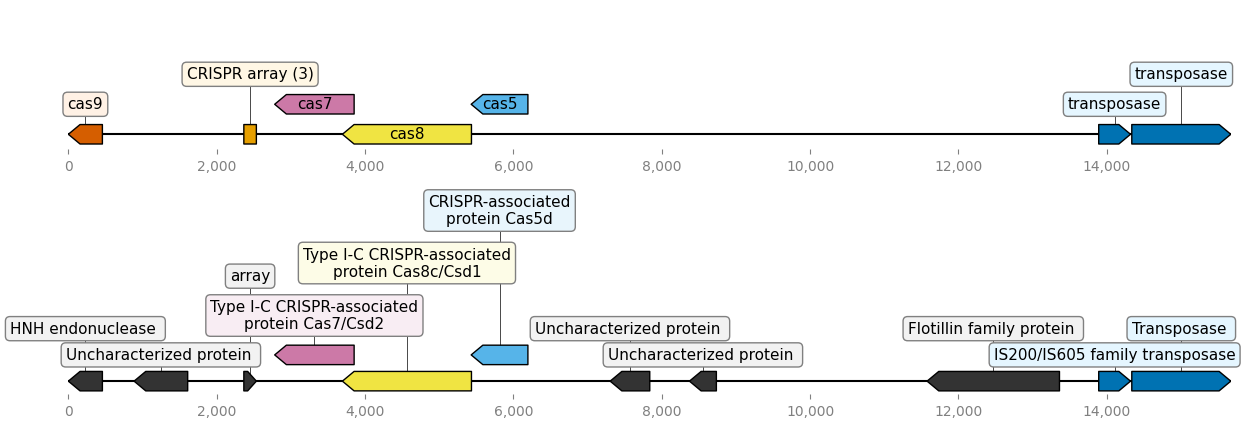 CRISPR array (3)
transposase
cas9
cas7
cas5
transposase
cas8
0
2,000
4,000
6,000
8,000
10,000
12,000
14,000
CRISPR-associated
protein Cas5d
Type I-C CRISPR-associated
protein Cas8c/Csd1
array
Type I-C CRISPR-associated
protein Cas7/Csd2
HNH endonuclease
Uncharacterized protein
Flotillin family protein
Transposase
Uncharacterized protein
Uncharacterized protein
IS200/IS605 family transposase
0
2,000
4,000
6,000
8,000
10,000
12,000
14,000